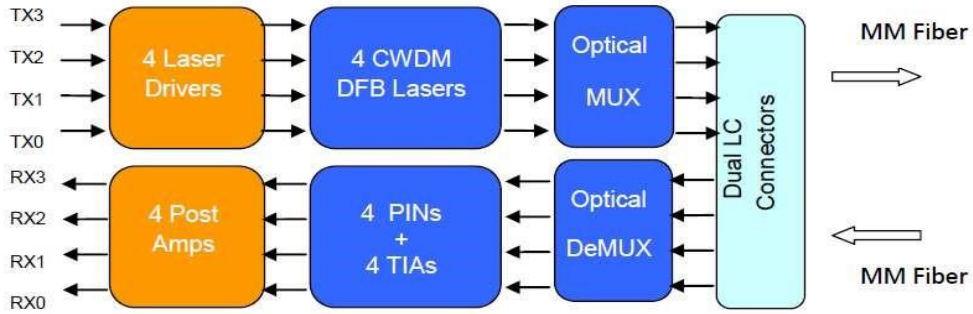 TX3
TX2
TX1
TX0
4 Laser
Drivers
4 CWDM
DFB Lasers
Optical
MUX
Dual LC
Connectors
MM Fiber
RX3
RX2
RX1
RX0
4 Post
Amps
4 PINs
+
4 TIAs
Optical
DeMUX
MM Fiber